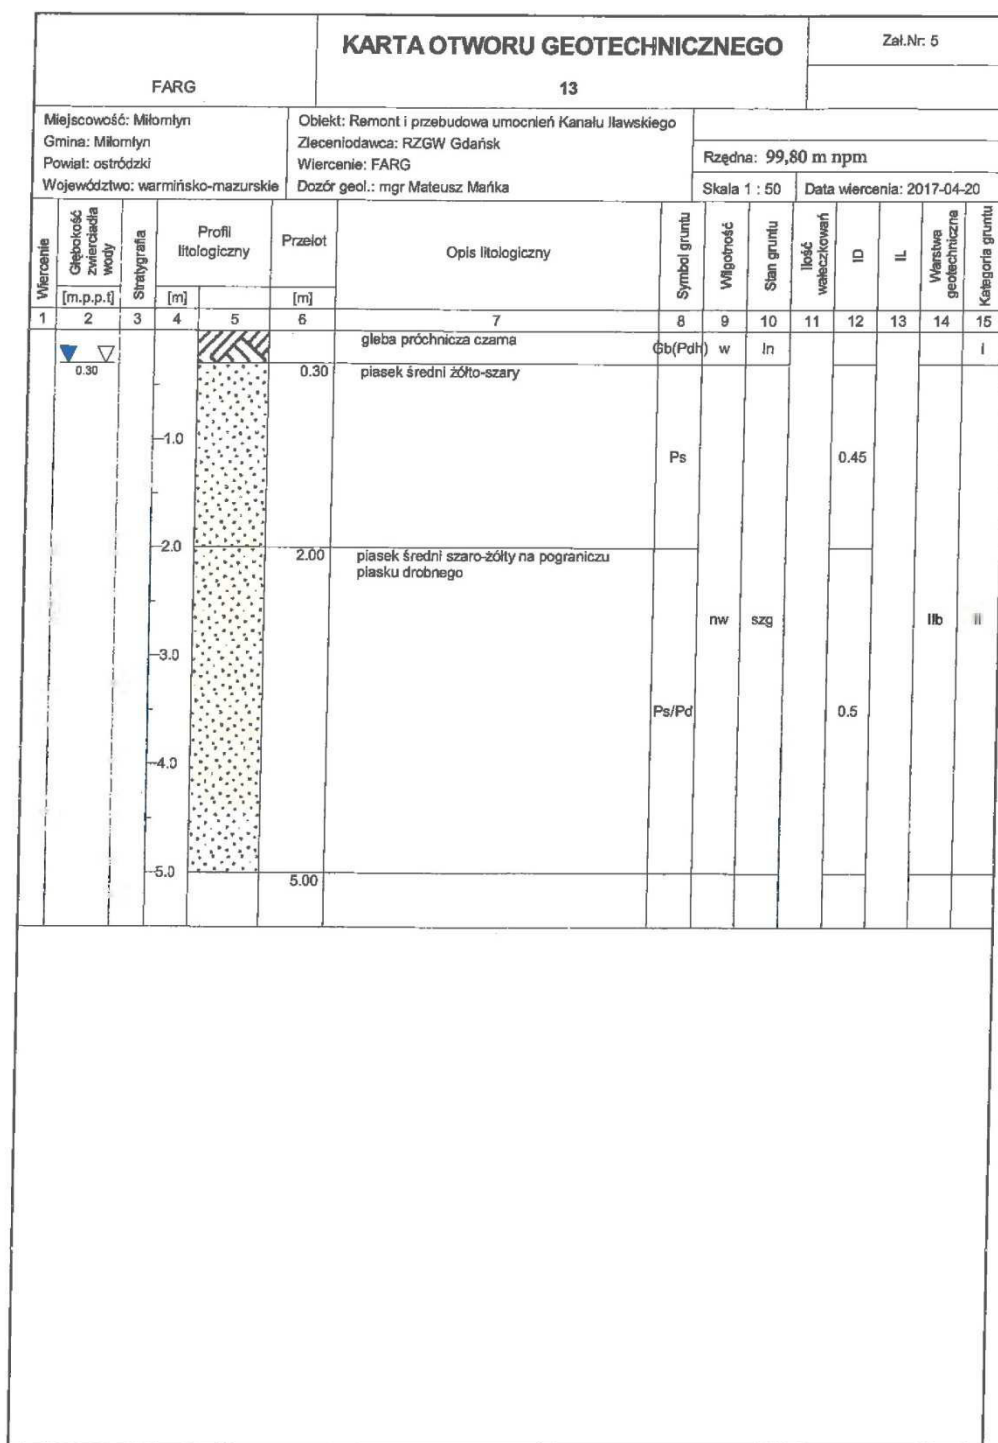 KARTA OTWORU GEOTECHNICZNEGO
Zał.Nr: 5
FARG
13
Miejscowość: Miłomłyn
Gmina: Miłomłyn
Powiat: ostródzki
Województwo: warmińsko-mazurskie
Obiekt: Remont i przebudowa umocnień Kanału Iławskiego
Zleceniodawca: RZGW Gdańsk
Wiercenie: FARG
Dozór geol.: mgr Mateusz Mańka
Rzędna: 99,80 m npm
Skala 1 : 50
Data wiercenia: 2017-04-20
Wiercenie
Głębokość zwierciadła wody
[m.p.p.t]
Stratygrafia
Profil litologiczny
[m]
Przelot
[m]
Opis litologiczny
Symbol gruntu
Wilgotność
Stan gruntu
Ilość wałeczkowań
ID
IL
Warstwa geotechniczna
Kategoria gruntu
1 2 3 4 5 6 7 8 9 10 11 12 13 14 15
gleba próchnicza czarna
Gb(Pdh) w ln I
0.30
0.30 piasek średni żółto-szary
1.0
Ps 0.45
2.0
2.00 piasek średni szaro-żółty na pograniczu
piasku drobnego
nw szg IIb II
3.0
Ps/Pd 0.5
4.0
5.0
5.00